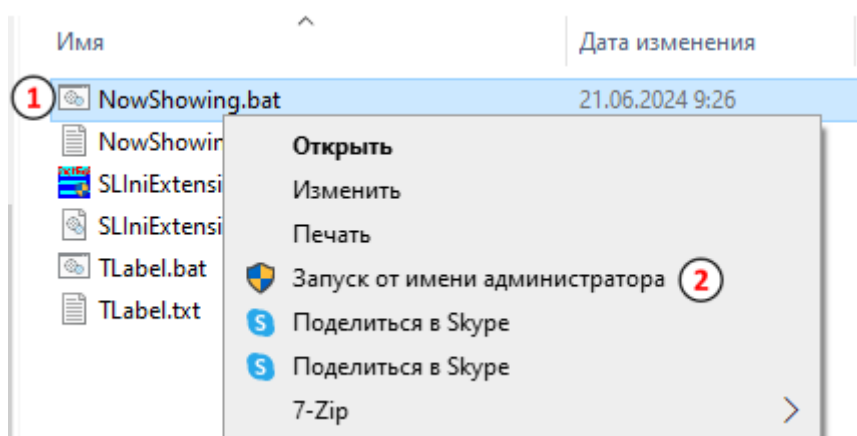 Имя Дата изменения
1 NowShowing.bat 21.06.2024 9:26
NowShowin
SLIniExtensi
SLIniExtensi
TLabel.bat
TLabel.txt
Открыть
Изменить
Печать
Запуск от имени администратора 2
Поделиться в Skype
Поделиться в Skype
7-Zip